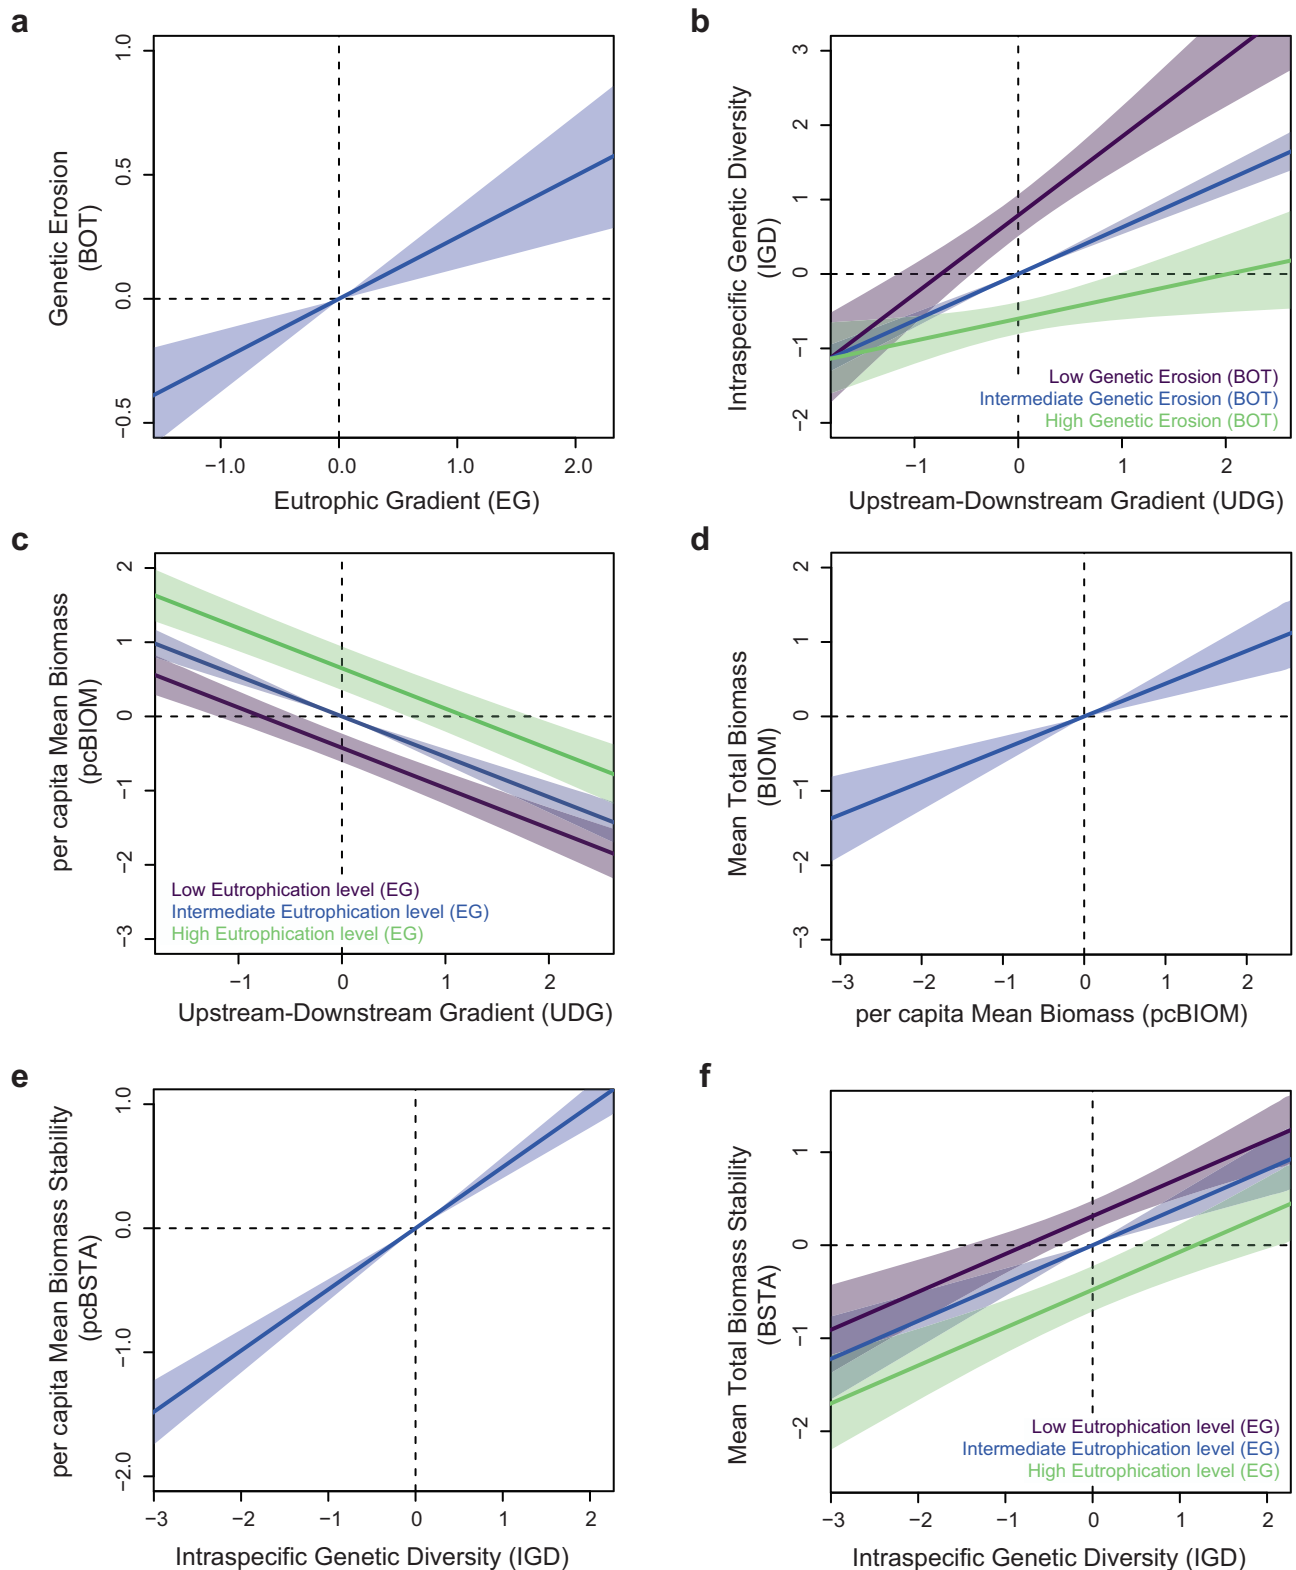 a
1.0
0.5
0.0
−0.5
Genetic Erosion
(BOT)
−1.0
0.0
1.0
2.0
Eutrophic Gradient (EG)
b
3
2
1
0
−1
−2
Intraspecific Genetic Diversity
(IGD)
Low Genetic Erosion (BOT)
Intermediate Genetic Erosion (BOT)
High Genetic Erosion (BOT)
−1
0
1
2
Upstream-Downstream Gradient (UDG)
c
2
1
0
−1
−2
−3
per capita Mean Biomass
(pcBIOM)
Low Eutrophication level (EG)
Intermediate Eutrophication level (EG)
High Eutrophication level (EG)
−1
0
1
2
Upstream-Downstream Gradient (UDG)
d
2
1
0
−1
−2
−3
Mean Total Biomass
(BIOM)
−3
−2
−1
0
1
2
per capita Mean Biomass (pcBIOM)
e
1.0
0.0
−1.0
−2.0
per capita Mean Biomass Stability
(pcBSTA)
−3
−2
−1
0
1
2
Intraspecific Genetic Diversity (IGD)
f
1
0
−1
−2
Mean Total Biomass Stability
(BSTA)
Low Eutrophication level (EG)
Intermediate Eutrophication level (EG)
High Eutrophication level (EG)
−3
−2
−1
0
1
2
Intraspecific Genetic Diversity (IGD)